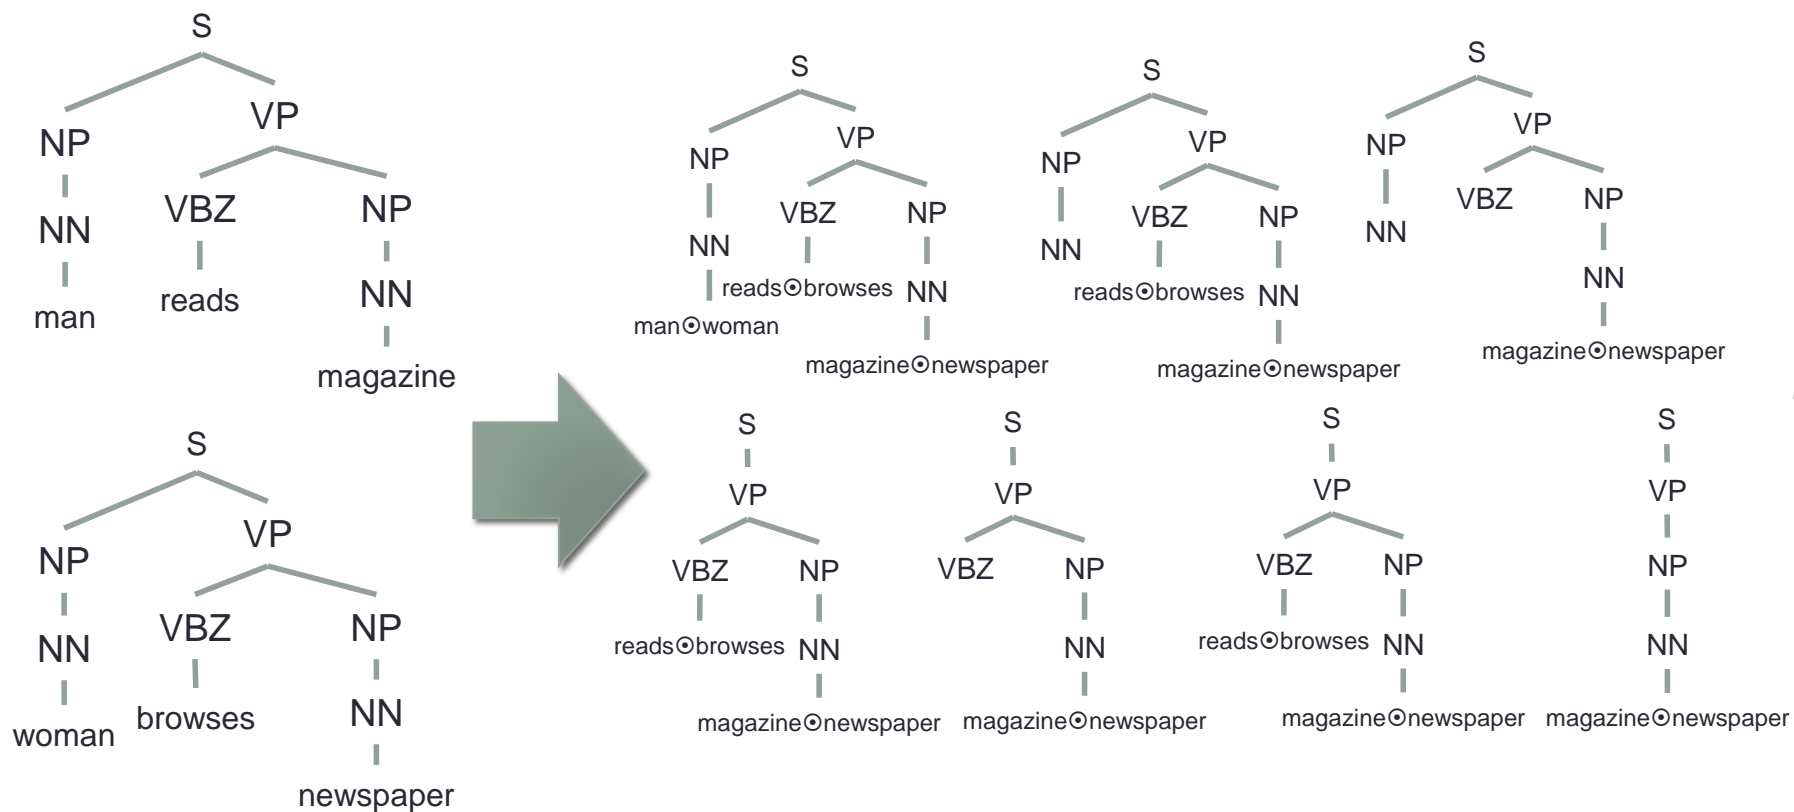 S
NP VP
NN VBZ NP
man reads NN
magazine
S
NP VP
NN VBZ NP
woman browses NN
newspaper
S
NP VP
VBZ NP
NN
reads⊙browses NN
man⊙woman
magazine⊙newspaper
S
NP VP
VBZ NP
NN
reads⊙browses NN
magazine⊙newspaper
S
NP VP
VBZ NP
NN
NN
magazine⊙newspaper
S
VP
VBZ NP
reads⊙browses NN
magazine⊙newspaper
S
VP
VBZ NP
NN
magazine⊙newspaper
S
VP
VBZ NP
reads⊙browses NN
magazine⊙newspaper
S
VP
NP
NN
magazine⊙newspaper